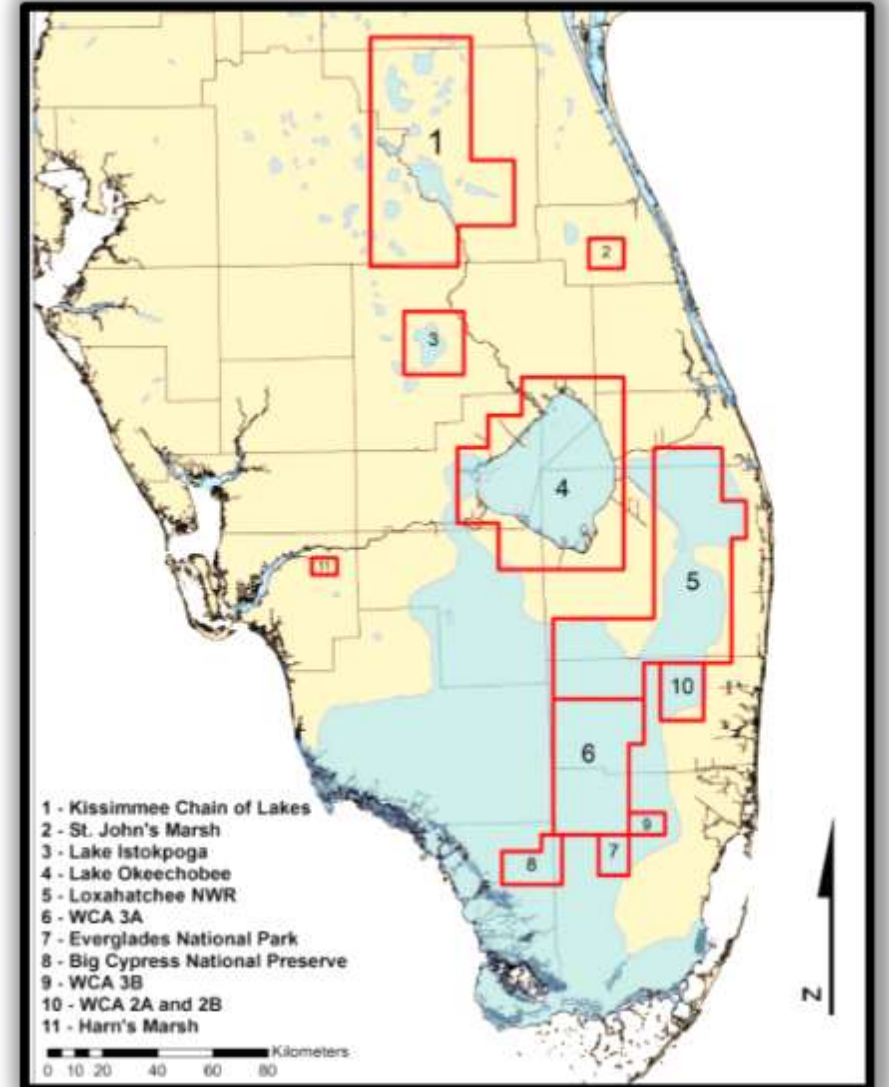 1
2
3
4
5
11
10
6
9
7
8
1 - Kissimmee Chain of Lakes
2 - St. John's Marsh
3 - Lake Istokpoga
4 - Lake Okeechobee
5 - Loxahatchee NWR
6 - WCA 3A
7 - Everglades National Park
8 - Big Cypress National Preserve
9 - WCA 3B
10 - WCA 2A and 2B
11 - Harn's Marsh
Kilometers
0 10 20 40 60 80
N